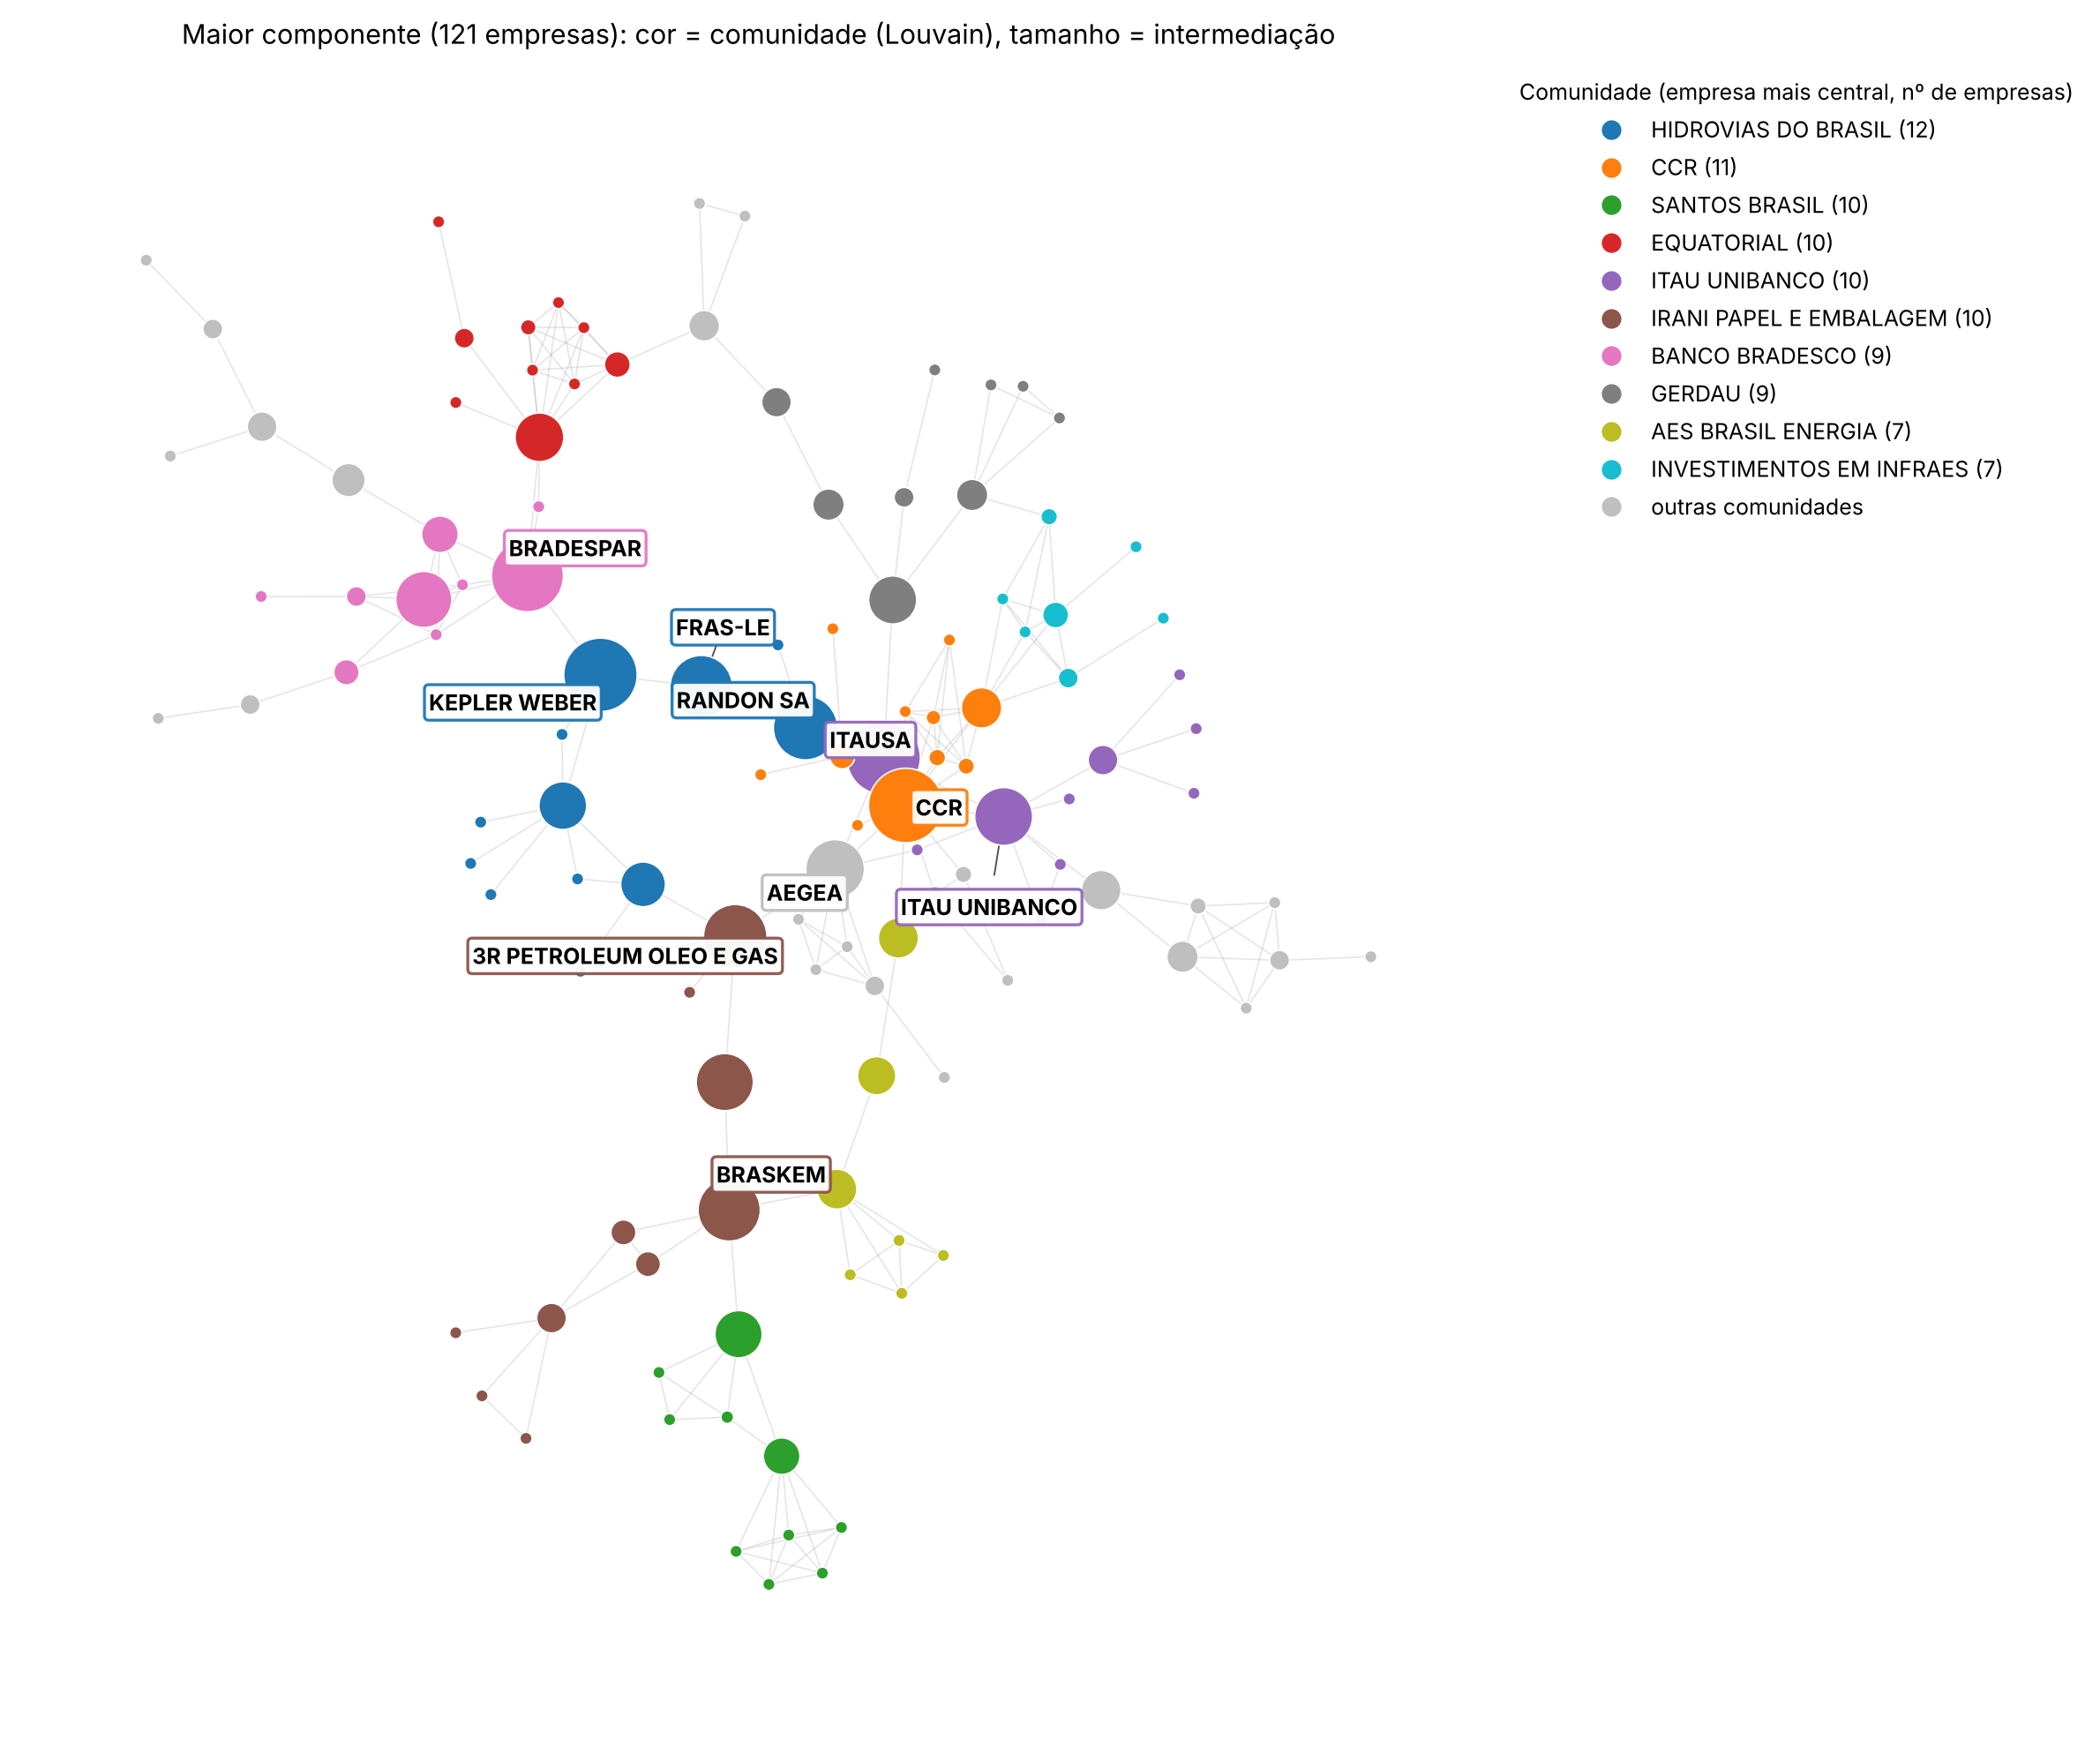 Maior componente (121 empresas): cor = comunidade (Louvain), tamanho = intermediação
Comunidade (empresa mais central, nº de empresas)
HIDROVIAS DO BRASIL (12)
CCR (11)
SANTOS BRASIL (10)
EQUATORIAL (10)
ITAU UNIBANCO (10)
IRANI PAPEL E EMBALAGEM (10)
BANCO BRADESCO (9)
GERDAU (9)
AES BRASIL ENERGIA (7)
INVESTIMENTOS EM INFRAES (7)
outras comunidades
BRADESPAR
FRAS-LE
KEPLER WEBER
RANDON SA
ITAUSA
CCR
AEGEA
ITAU UNIBANCO
3R PETROLEUM OLEO E GAS
BRASKEM